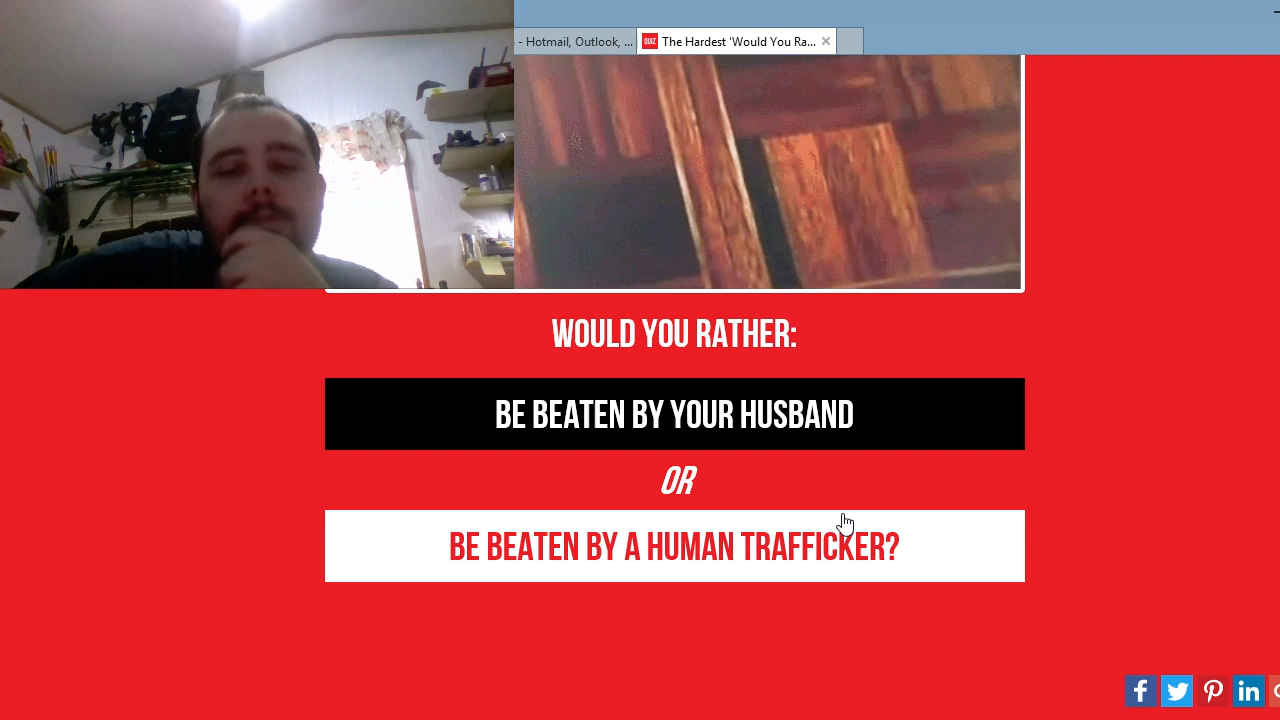 - Hotmail, Outlook, ...
QUIZ The Hardest 'Would You Ra...
WOULD YOU RATHER:
BE BEATEN BY YOUR HUSBAND
OR
BE BEATEN BY A HUMAN TRAFFICKER?